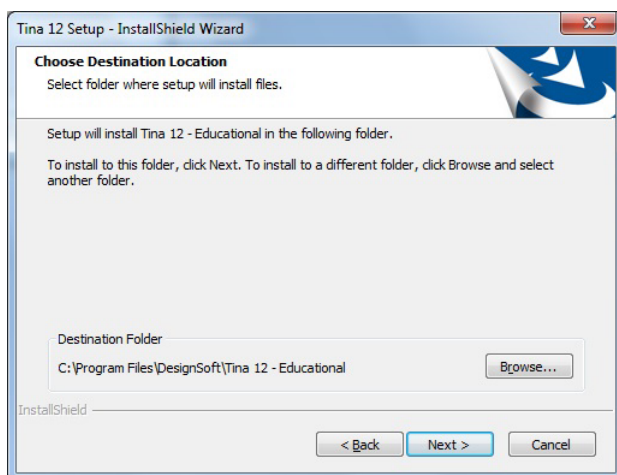 Tina 12 Setup - InstallShield Wizard
Choose Destination Location
Select folder where setup will install files.
Setup will install Tina 12 - Educational in the following folder.
To install to this folder, click Next. To install to a different folder, click Browse and select
another folder.
Destination Folder
C:\Program Files\DesignSoft\Tina 12 - Educational
Browse...
InstallShield
< Back
Next >
Cancel